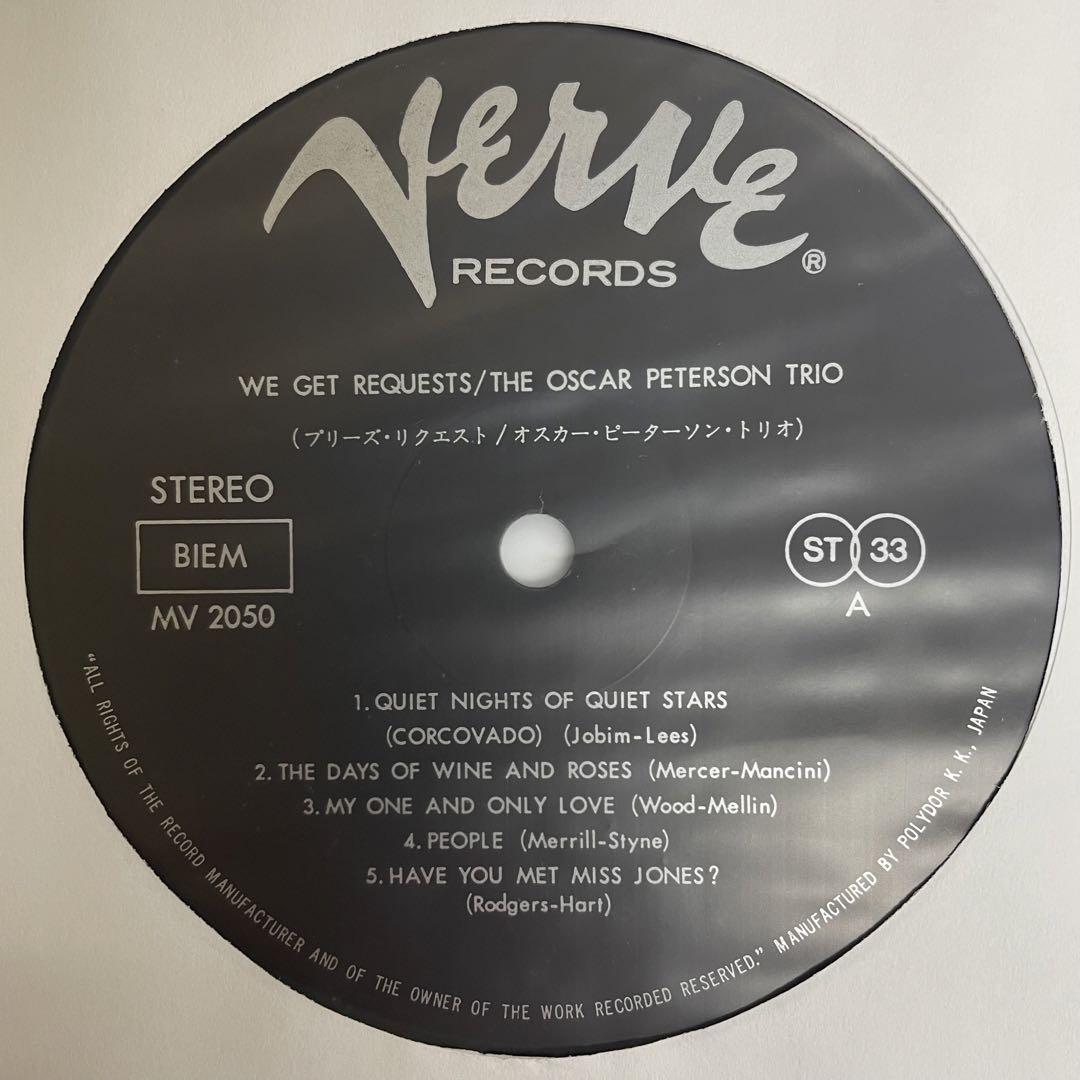 Verve
RECORDS ®
WE GET REQUESTS/THE OSCAR PETERSON TRIO
(プリーズ・リクエスト/オスカー・ピーターソン・トリオ)
STEREO
BIEM
MV 2050
ST 33
A
1. QUIET NIGHTS OF QUIET STARS
(CORCOVADO) (Jobim-Lees)
2. THE DAYS OF WINE AND ROSES (Mercer-Mancini)
3. MY ONE AND ONLY LOVE (Wood-Mellin)
4. PEOPLE (Merrill-Styne)
5. HAVE YOU MET MISS JONES?
(Rodgers-Hart)
"ALL RIGHTS OF THE RECORD MANUFACTURER AND OF THE OWNER OF THE WORK RECORDED RESERVED." MANUFACTURED BY POLYDOR K. K., JAPAN